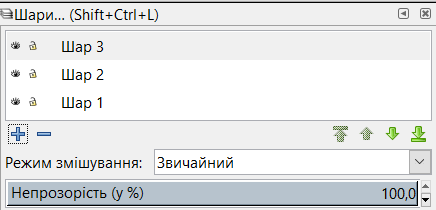 Шари... (Shift+Ctrl+L)
Шар 3
Шар 2
Шар 1
Режим змішування: Звичайний
Непрозорість (у %) 100,0